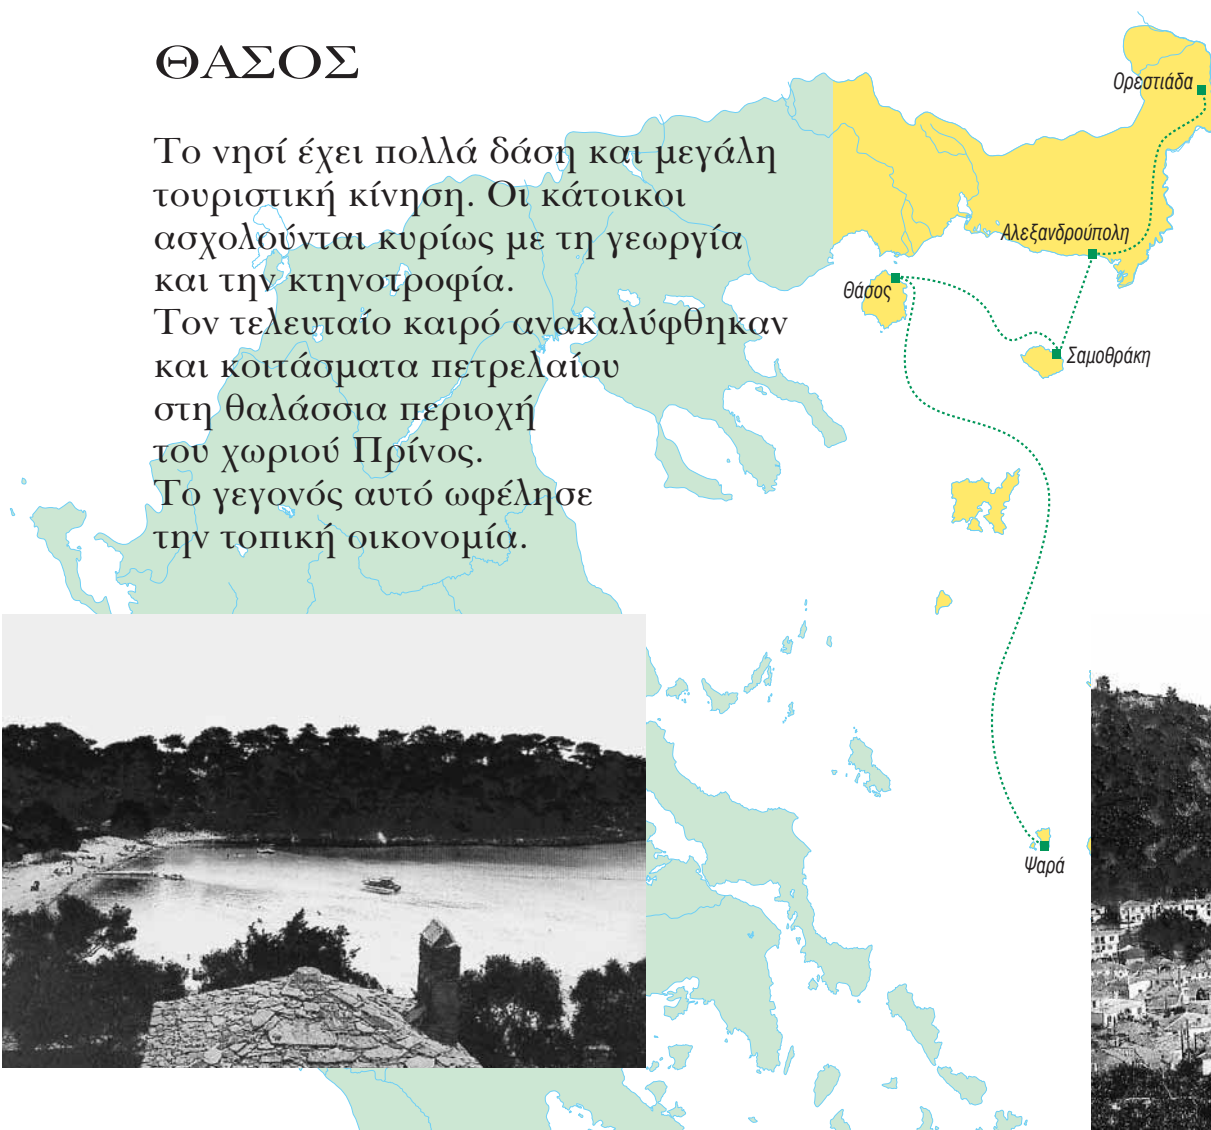 ΘΑΣΟΣ
Το νησί έχει πολλά δάση και μεγάλη
τουριστική κίνηση. Οι κάτοικοι
ασχολούνται κυρίως με τη γεωργία
και την κτηνοτροφία.
Τον τελευταίο καιρό ανακαλύφθηκαν
και κοιτάσματα πετρελαίου
στη θαλάσσια περιοχή
του χωριού Πρίνος.
Το γεγονός αυτό ωφέλησε
την τοπική οικονομία.
Ορεστιάδα
Αλεξανδρούπολη
Θάσος
Σαμοθράκη
Ψαρά